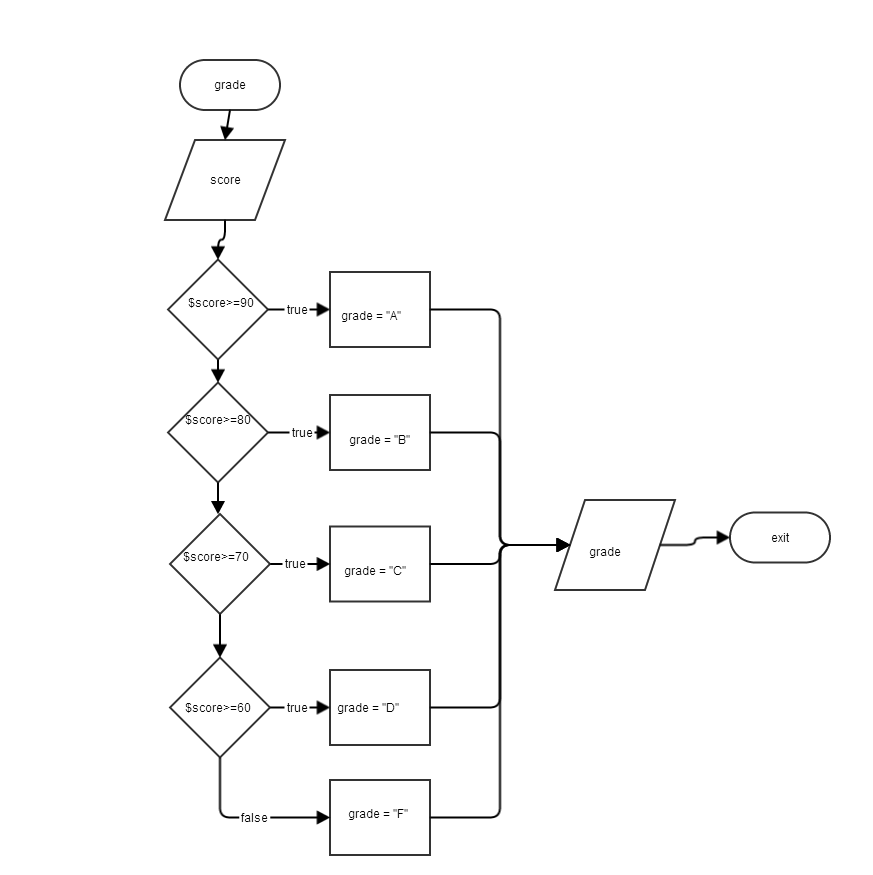 grade
score
$score>=90
true
grade = "A"
$score>=80
true
grade = "B"
$score>=70
true
grade = "C"
grade
exit
$score>=60
true
grade = "D"
false
grade = "F"